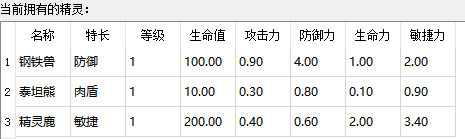 当前拥有的精灵：
名称 特长 等级 生命值 攻击力 防御力 生命力 敏捷力
1 钢铁兽 防御 1 100.00 0.90 4.00 1.00 2.00
2 泰坦熊 肉盾 1 10.00 0.30 0.80 0.10 0.90
3 精灵鹿 敏捷 1 200.00 0.40 0.60 2.00 3.40